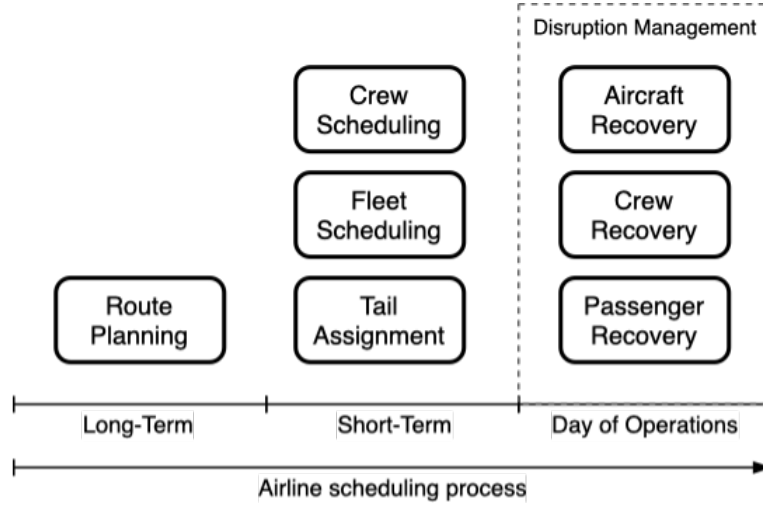 Disruption Management
Crew
Scheduling
Aircraft
Recovery
Fleet
Scheduling
Crew
Recovery
Route
Planning
Tail
Assignment
Passenger
Recovery
Long-Term
Short-Term
Day of Operations
Airline scheduling process